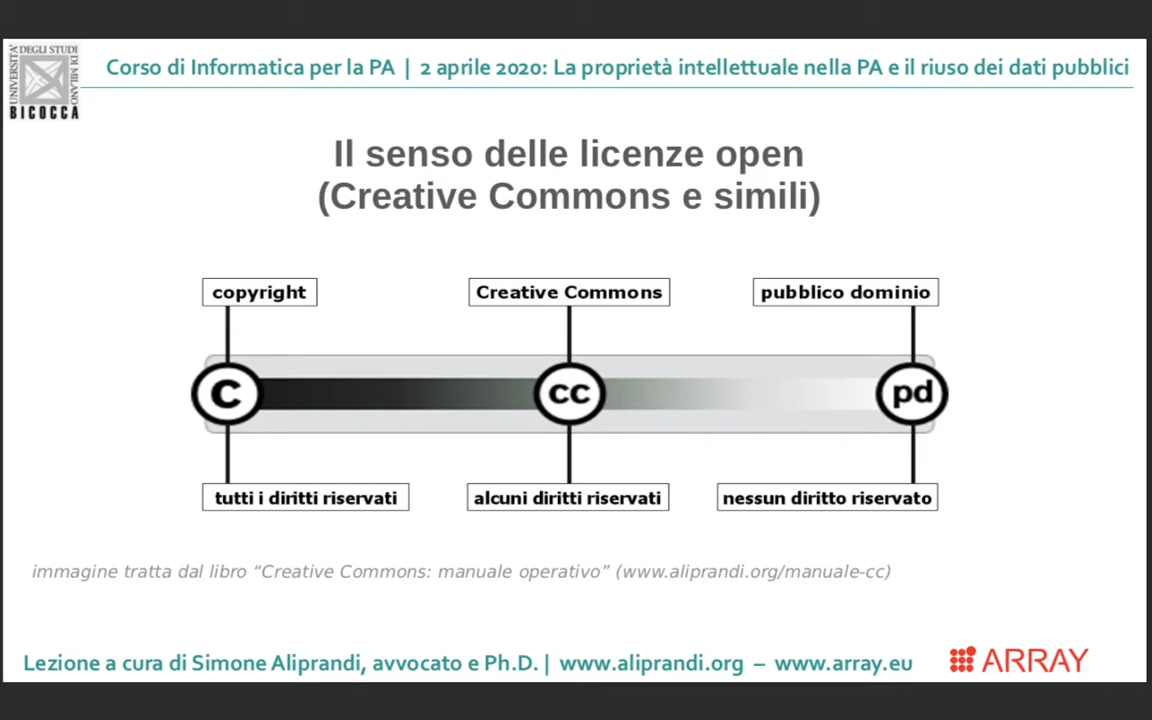 UNIVERSITÀ
DEGLI STUDI
DI MILANO
BICOCCA
Corso di Informatica per la PA | 2 aprile 2020: La proprietà intellettuale nella PA e il riuso dei dati pubblici
Il senso delle licenze open
(Creative Commons e simili)
copyright
Creative Commons
pubblico dominio
C
cc
pd
tutti i diritti riservati
alcuni diritti riservati
nessun diritto riservato
immagine tratta dal libro “Creative Commons: manuale operativo” (www.aliprandi.org/manuale-cc)
Lezione a cura di Simone Aliprandi, avvocato e Ph.D. | www.aliprandi.org – www.array.eu
ARRAY